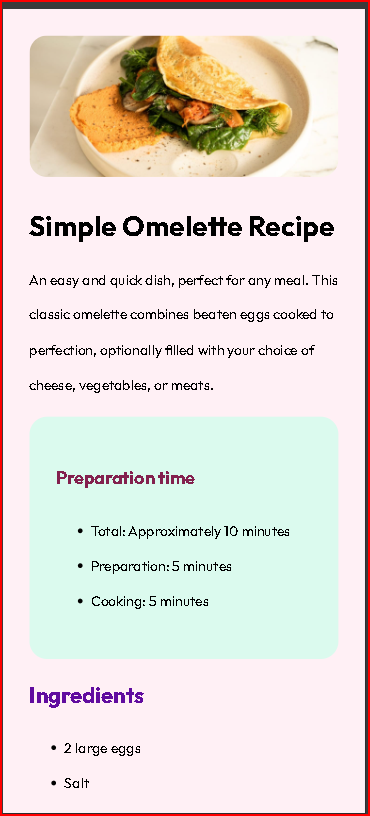 Simple Omelette Recipe
An easy and quick dish, perfect for any meal. This
classic omelette combines beaten eggs cooked to
perfection, optionally filled with your choice of
cheese, vegetables, or meats.
Preparation time
• Total: Approximately 10 minutes
• Preparation: 5 minutes
• Cooking: 5 minutes
Ingredients
• 2 large eggs
• Salt